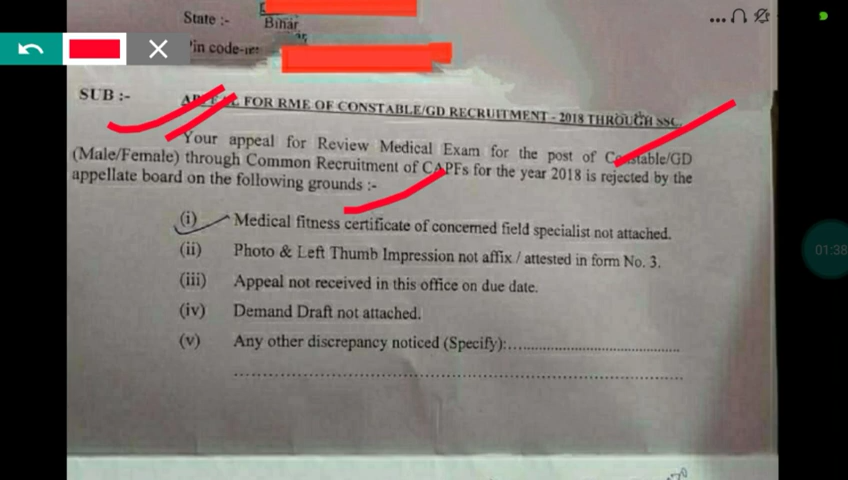 State :-
Bihar
SUB :-
APPEAL FOR RME OF CONSTABLE/GD RECRUITMENT - 2018 THROUGH SSC.
Your appeal for Review Medical Exam for the post of Constable/GD
(Male/Female) through Common Recruitment of CAPFs for the year 2018 is rejected by the
appellate board on the following grounds :-
(i) Medical fitness certificate of concerned field specialist not attached.
(ii) Photo & Left Thumb Impression not affix / attested in form No. 3.
(iii) Appeal not received in this office on due date.
(iv) Demand Draft not attached.
(v) Any other discrepancy noticed (Specify):
01:38